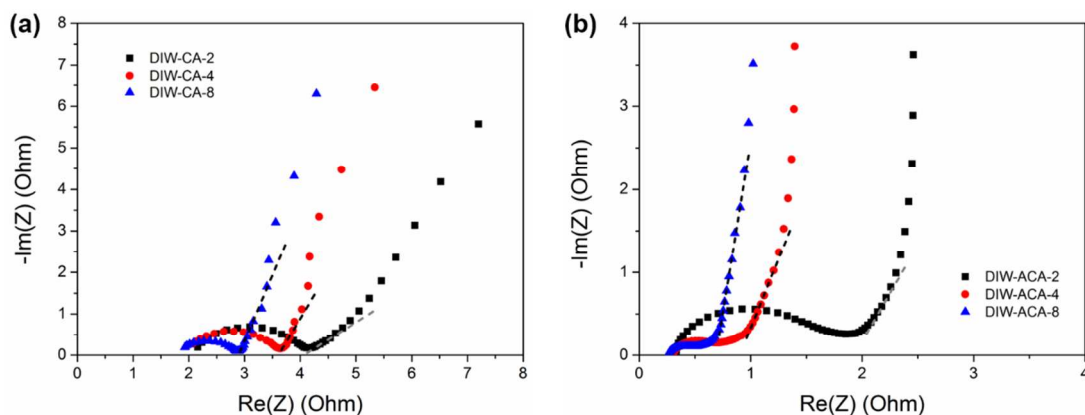 (a)
8
7
6
5
4
3
2
1
0
-Im(Z) (Ohm)
DIW-CA-2
DIW-CA-4
DIW-CA-8
0 1 2 3 4 5 6 7 8
Re(Z) (Ohm)
(b)
4
3
2
1
0
-Im(Z) (Ohm)
DIW-ACA-2
DIW-ACA-4
DIW-ACA-8
0 1 2 3 4
Re(Z) (Ohm)